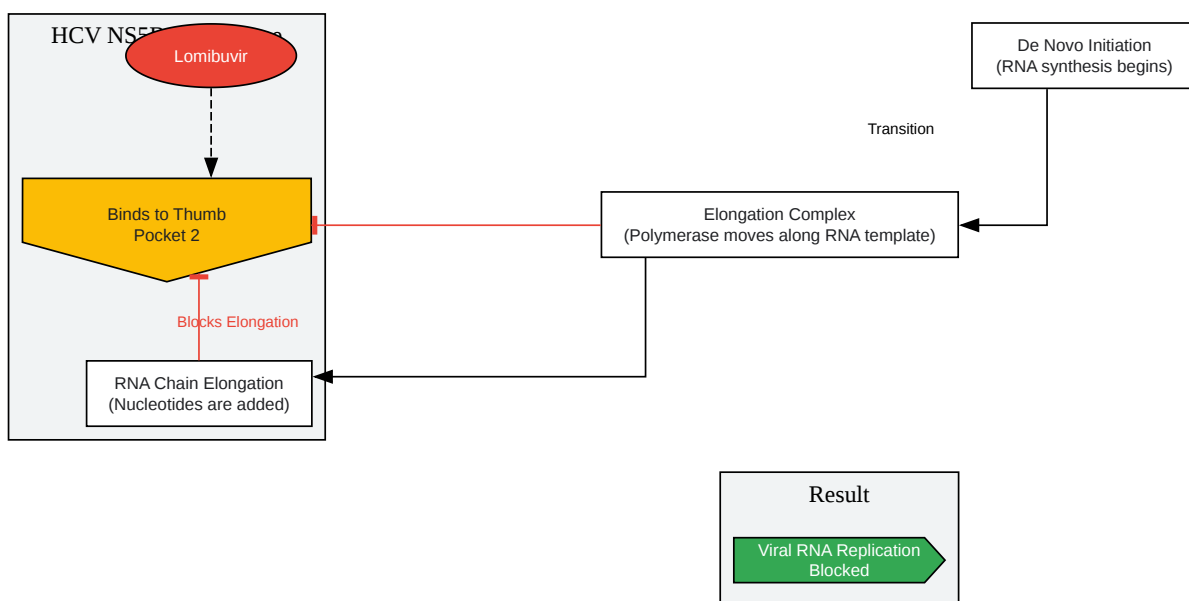 HCV NS5
Lomibuvir
De Novo Initiation
(RNA synthesis begins)
Transition
Binds to Thumb
Pocket 2
Elongation Complex
(Polymerase moves along RNA template)
Blocks Elongation
RNA Chain Elongation
(Nucleotides are added)
Result
Viral RNA Replication
Blocked